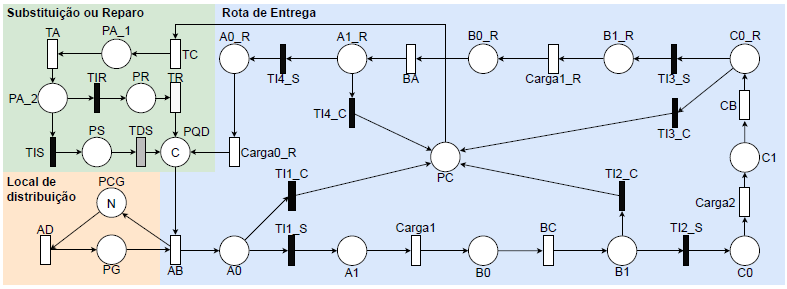 Substituição ou Reparo
Rota de Entrega
TA
PA_1
TC
A0_R
A1_R
B0_R
B1_R
C0_R
TI4_S
BA
Carga1_R
TI3_S
PA_2
TIR
PR
TR
TI4_C
TI3_C
CB
TIS
PS
TDS
PQD
C
Carga0_R
PC
C1
Local de
distribuição
PCG
N
TI1_C
TI2_C
Carga2
AD
PG
AB
A0
TI1_S
A1
Carga1
B0
BC
B1
TI2_S
C0